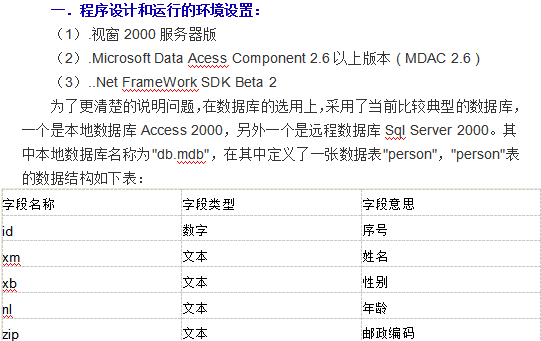 一．程序设计和运行的环境设置：
（1）.视窗 2000 服务器版
（2）.Microsoft Data Acess Component 2.6 以上版本（ MDAC 2.6 ）
（3）..Net FrameWork SDK Beta 2
为了更清楚的说明问题，在数据库的选用上，采用了当前比较典型的数据库，
一个是本地数据库 Access 2000，另外一个是远程数据库 Sql Server 2000。其
中本地数据库名称为"db.mdb"，在其中定义了一张数据表"person"，"person"表
的数据结构如下表：
字段名称 字段类型 字段意思
id 数字 序号
xm 文本 姓名
xb 文本 性别
nl 文本 年龄
zip 文本 邮政编码